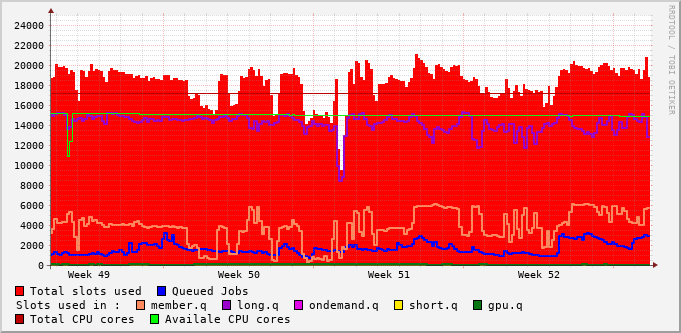 RRDTOOL / TOBI OETIKER
24000
22000
20000
18000
16000
14000
12000
10000
8000
6000
4000
2000
0
Week 49 Week 50 Week 51 Week 52
Total slots used Queued Jobs
Slots used in : member.q long.q ondemand.q short.q gpu.q
Total CPU cores Availale CPU cores